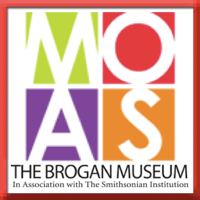 MO
AS
THE BROGAN MUSEUM
In Association with The Smithsonian Institution